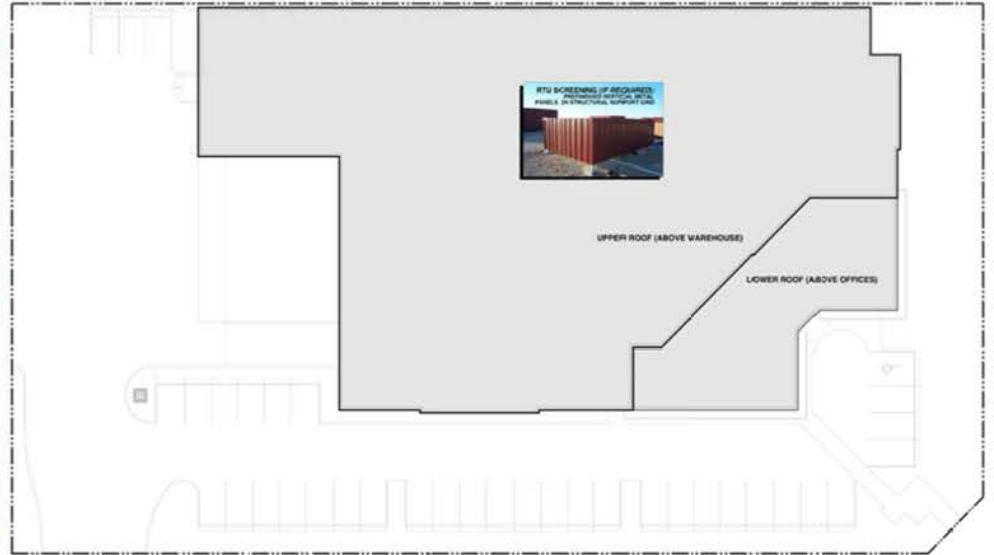 RTU SCREENING (IF REQUIRED):
PREFINISHED VERTICAL METAL
PANELS IN STRUCTURAL SUPPORT GRID
UPPER ROOF (ABOVE WAREHOUSE)
LOWER ROOF (ABOVE OFFICES)